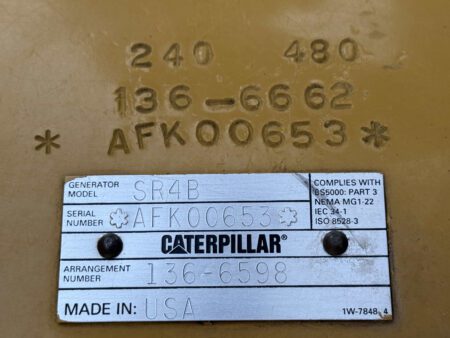 240 480
136-6662
* AFK00653 *
GENERATOR MODEL SR4B
SERIAL NUMBER *AFK00653*
CATERPILLAR®
ARRANGEMENT NUMBER 136-6598
MADE IN: USA
COMPLIES WITH
BS5000: PART 3
NEMA MG1-22
IEC 34-1
ISO 8528-3
1W-7848 4